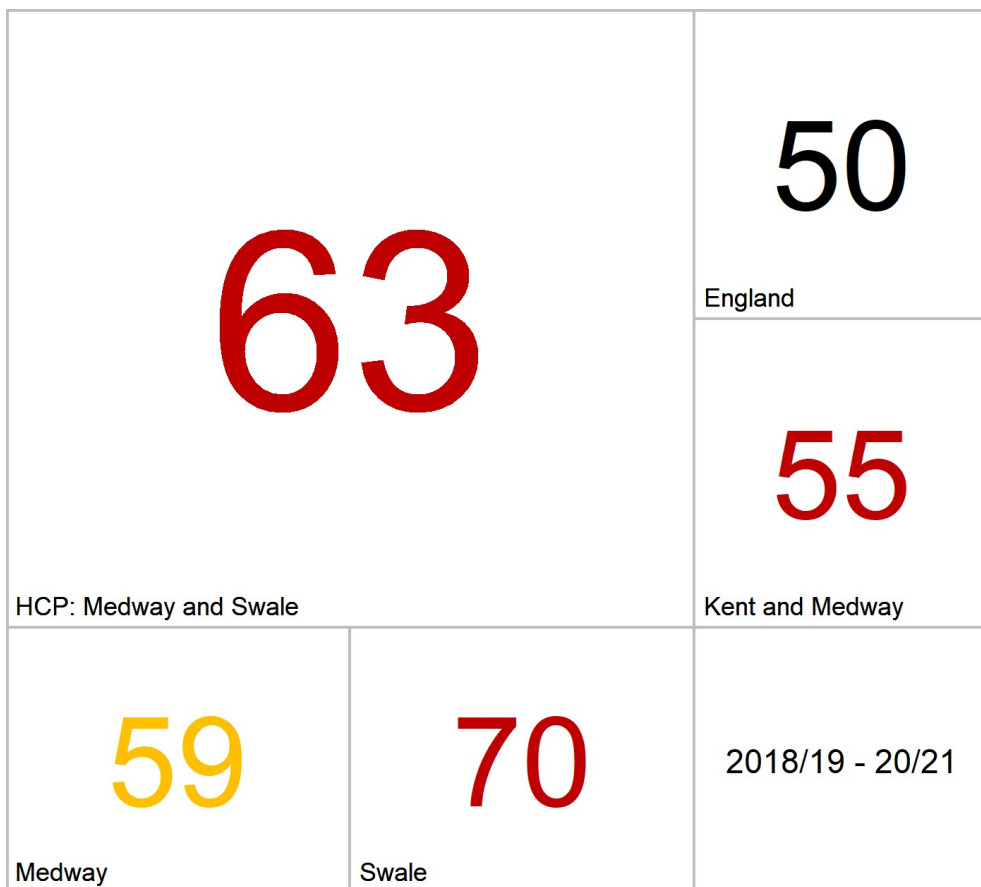 63
HCP: Medway and Swale
50
England
55
Kent and Medway
59
Medway
70
Swale
2018/19 - 20/21